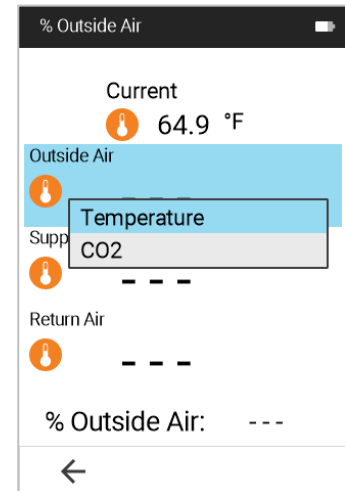 % Outside Air
Current
64.9 °F
Outside Air
- - -
Temperature
Supp
CO2
- - -
Return Air
- - -
% Outside Air: - - -